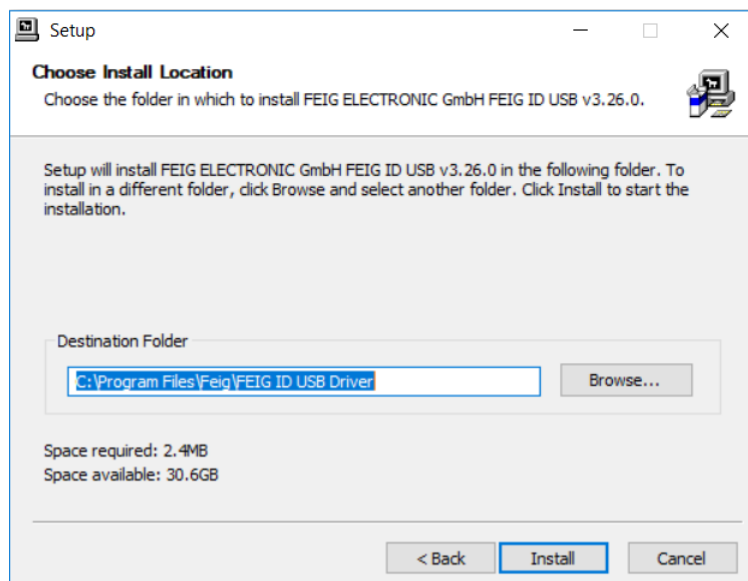 Setup
Choose Install Location
Choose the folder in which to install FEIG ELECTRONIC GmbH FEIG ID USB v3.26.0.
Setup will install FEIG ELECTRONIC GmbH FEIG ID USB v3.26.0 in the following folder. To
install in a different folder, click Browse and select another folder. Click Install to start the
installation.
Destination Folder
C:\Program Files\Feig\FEIG ID USB Driver
Browse...
Space required: 2.4MB
Space available: 30.6GB
< Back
Install
Cancel